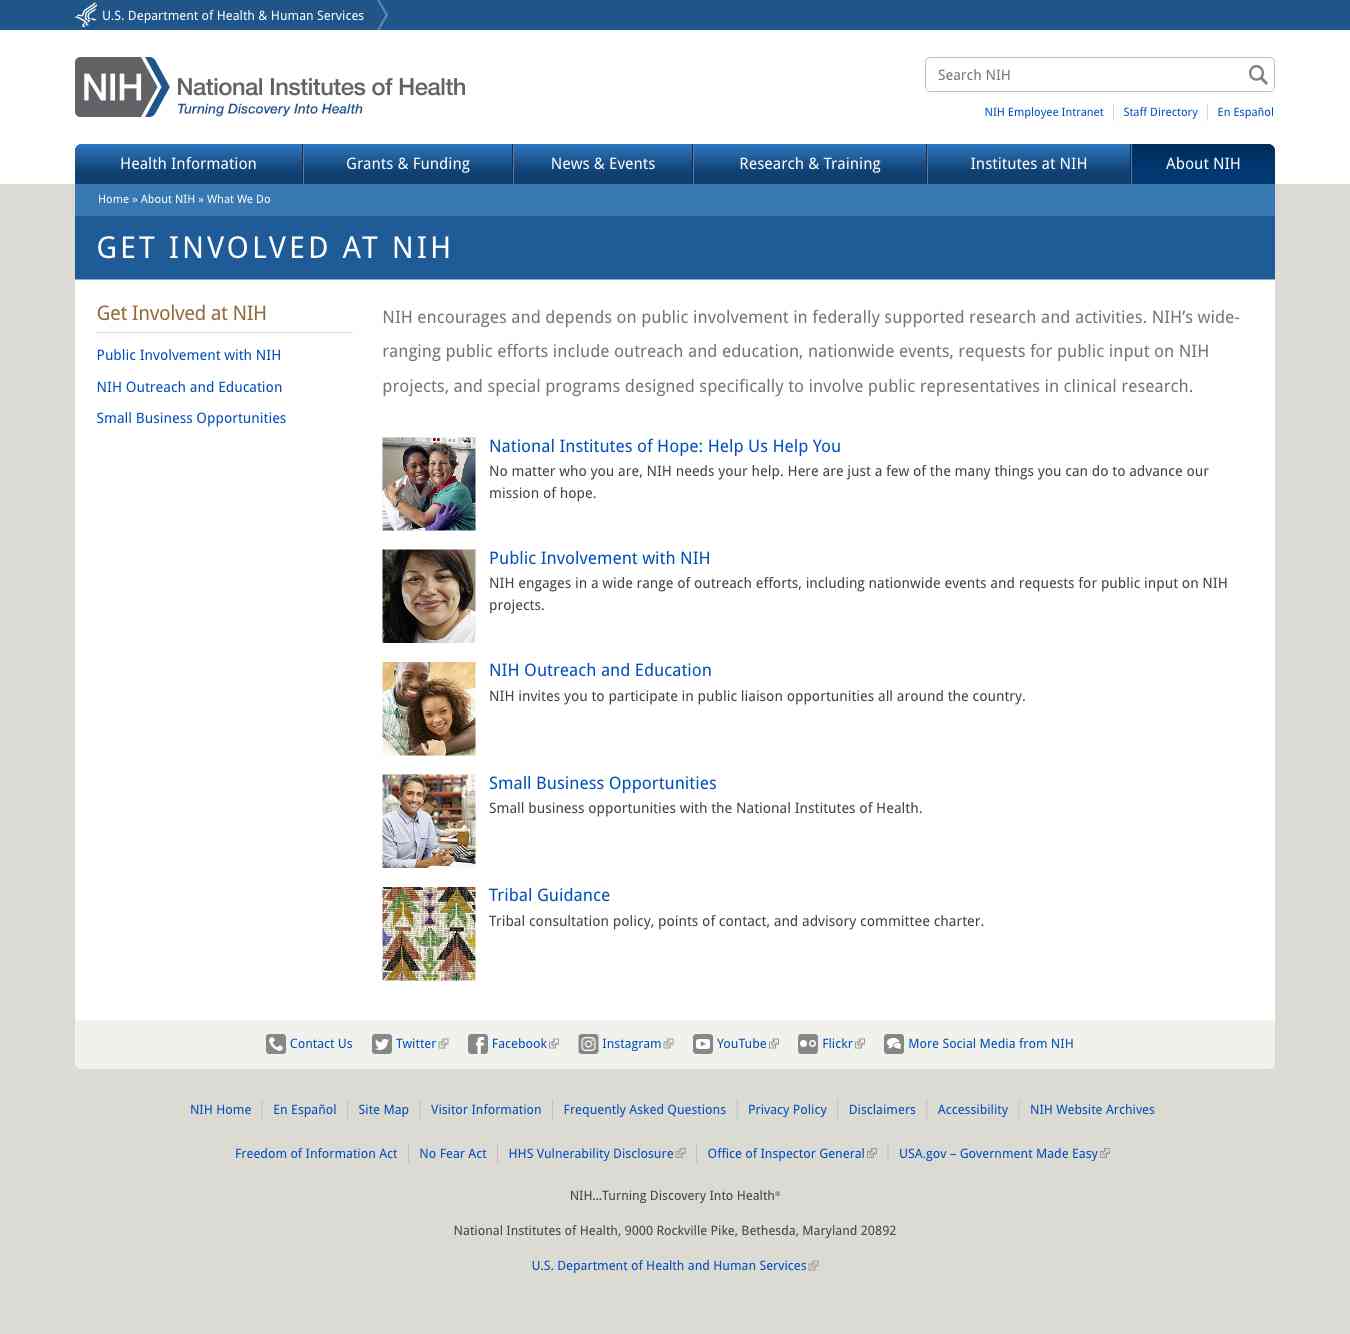 U.S. Department of Health & Human Services
NIH National Institutes of Health
Turning Discovery Into Health
Search NIH
NIH Employee Intranet
Staff Directory
En Español
Health Information
Grants & Funding
News & Events
Research & Training
Institutes at NIH
About NIH
Home » About NIH » What We Do
GET INVOLVED AT NIH
Get Involved at NIH
Public Involvement with NIH
NIH Outreach and Education
Small Business Opportunities
NIH encourages and depends on public involvement in federally supported research and activities. NIH’s wide-
ranging public efforts include outreach and education, nationwide events, requests for public input on NIH
projects, and special programs designed specifically to involve public representatives in clinical research.
National Institutes of Hope: Help Us Help You
No matter who you are, NIH needs your help. Here are just a few of the many things you can do to advance our
mission of hope.
Public Involvement with NIH
NIH engages in a wide range of outreach efforts, including nationwide events and requests for public input on NIH
projects.
NIH Outreach and Education
NIH invites you to participate in public liaison opportunities all around the country.
Small Business Opportunities
Small business opportunities with the National Institutes of Health.
Tribal Guidance
Tribal consultation policy, points of contact, and advisory committee charter.
Contact Us
Twitter
Facebook
Instagram
YouTube
Flickr
More Social Media from NIH
NIH Home
En Español
Site Map
Visitor Information
Frequently Asked Questions
Privacy Policy
Disclaimers
Accessibility
NIH Website Archives
Freedom of Information Act
No Fear Act
HHS Vulnerability Disclosure
Office of Inspector General
USA.gov – Government Made Easy
NIH…Turning Discovery Into Health®
National Institutes of Health, 9000 Rockville Pike, Bethesda, Maryland 20892
U.S. Department of Health and Human Services